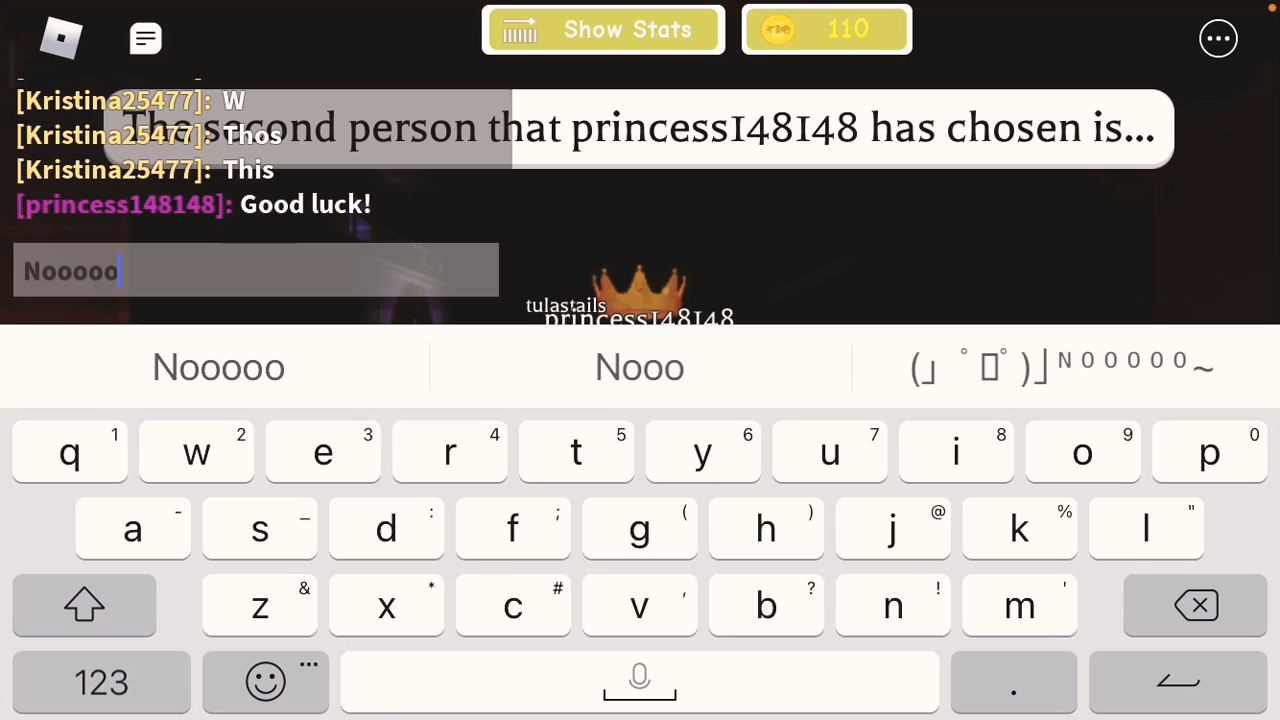 Show Stats
110
[Kristina25477]: W
The second person that princess148148 has chosen is...
[Kristina25477]: Thos
[Kristina25477]: This
[princess148148]: Good luck!
Nooooo
tulastails
princess148148
Nooooo Nooo (」゜ロ゜)」ᴺᴼᴼᴼᴼᴼ~
q 1 w 2 e 3 r 4 t 5 y 6 u 7 i 8 o 9 p 0
a - s _ d : f ; g ( h ) j @ k % l "
z & x * c # v , b ? n ! m '
123 .